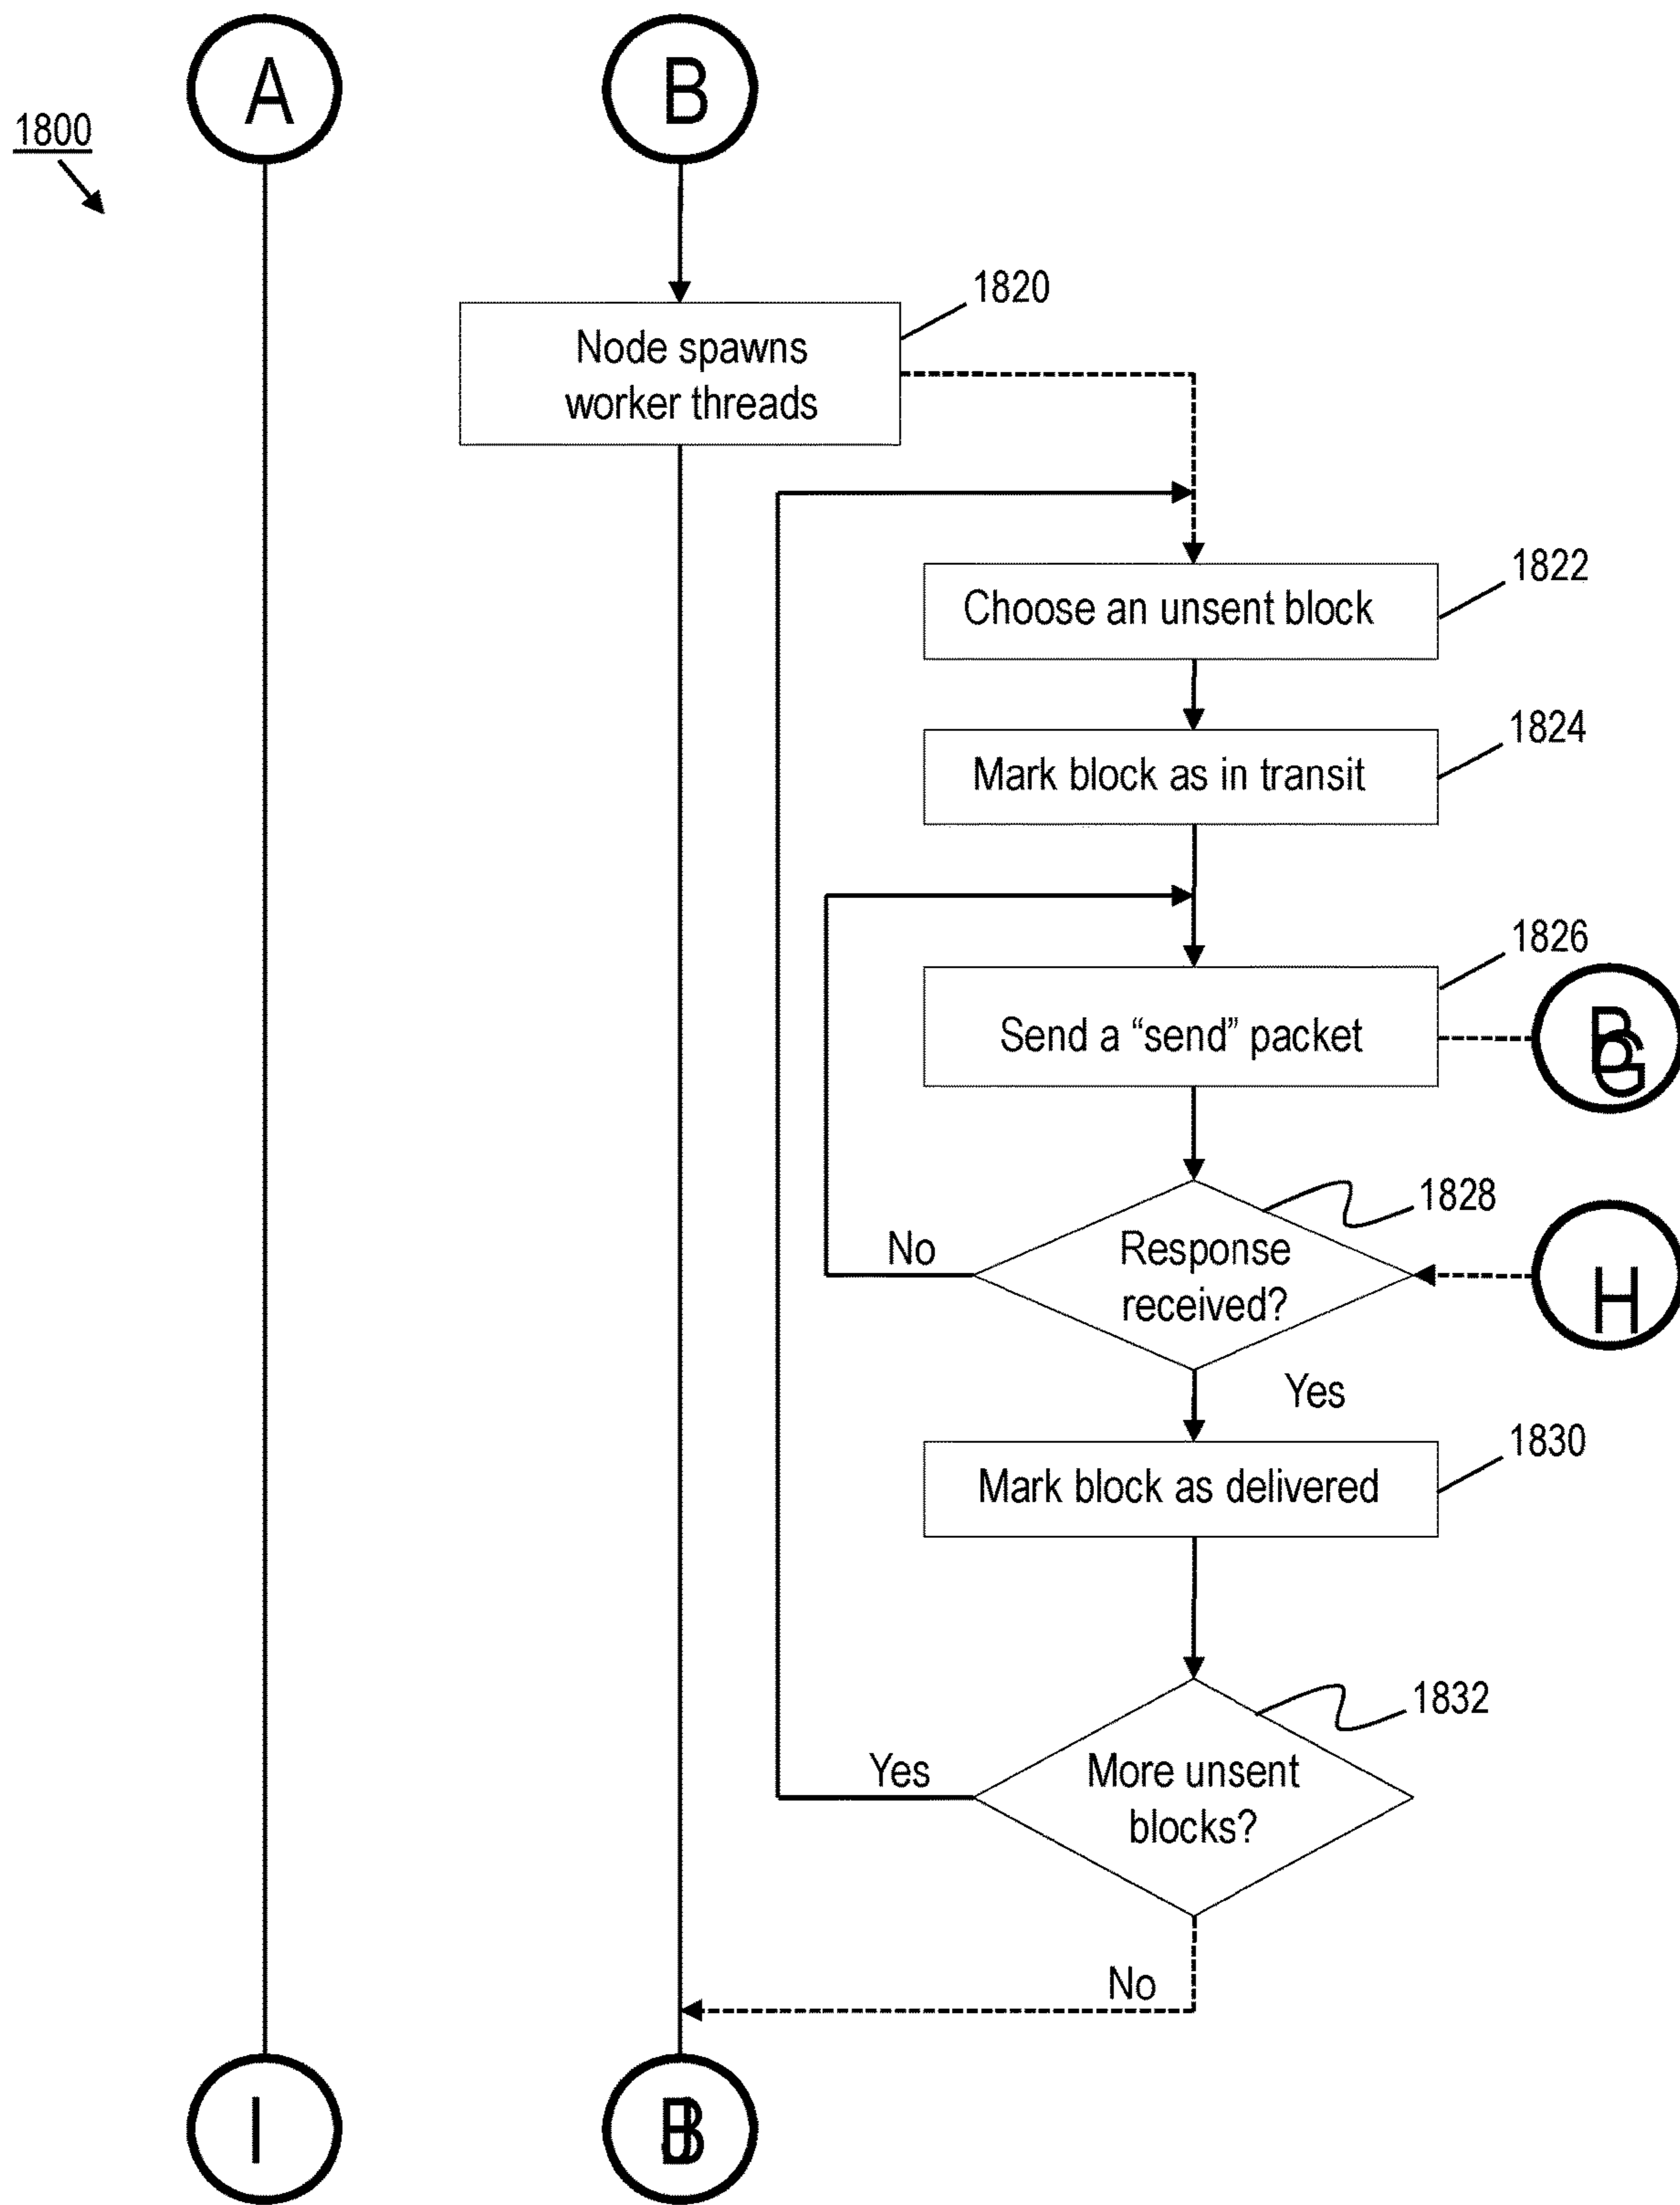 A
B
1800
1820
Node spawns
worker threads
1822
Choose an unsent block
1824
Mark block as in transit
1826
Send a “send” packet
1828
No
Response
received?
H
Yes
1830
Mark block as delivered
1832
Yes
More unsent
blocks?
No
I